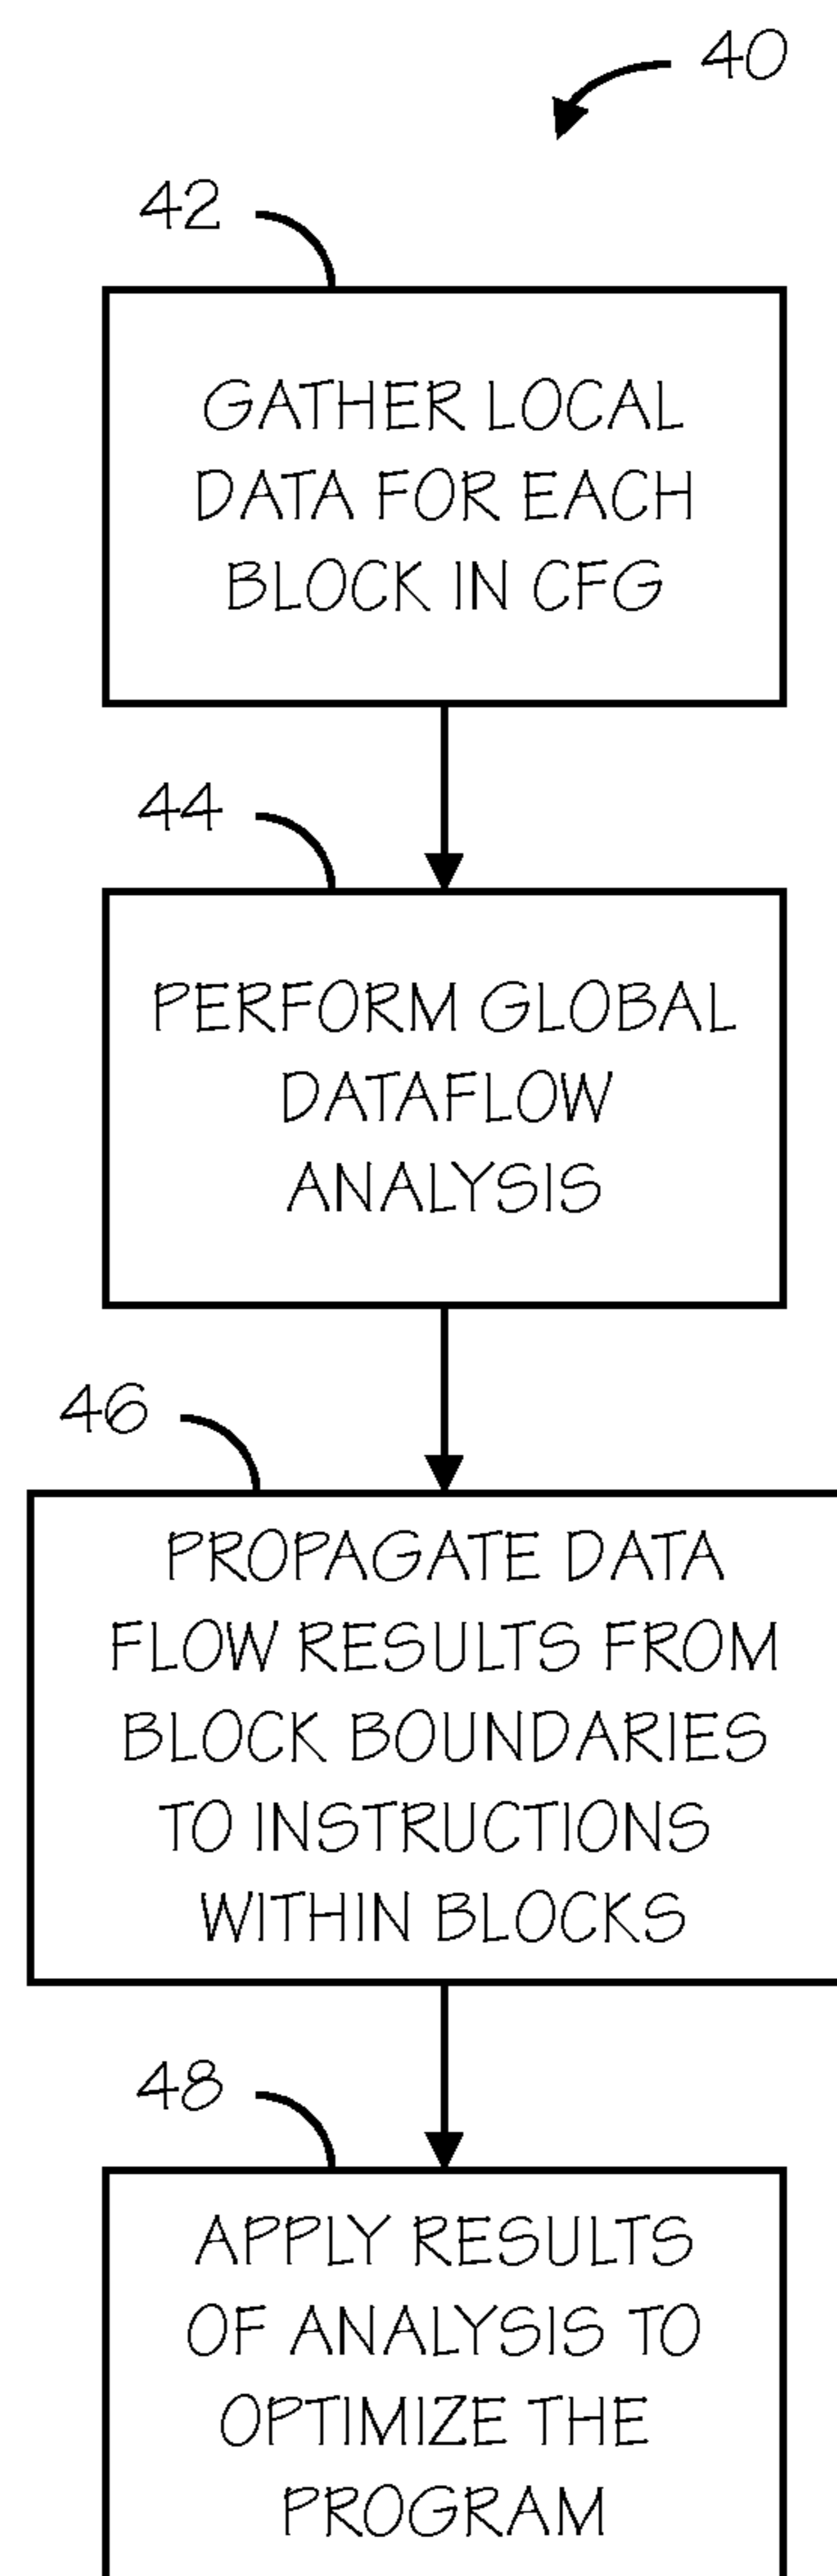 40
42
GATHER LOCAL
DATA FOR EACH
BLOCK IN CFG
44
PERFORM GLOBAL
DATAFLOW
ANALYSIS
46
PROPAGATE DATA
FLOW RESULTS FROM
BLOCK BOUNDARIES
TO INSTRUCTIONS
WITHIN BLOCKS
48
APPLY RESULTS
OF ANALYSIS TO
OPTIMIZE THE
PROGRAM